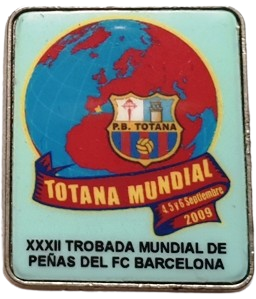 P.B. TOTANA
TOTANA MUNDIAL
4, 5 y 6 Septiembre
2009
XXXII TROBADA MUNDIAL DE
PEÑAS DEL FC BARCELONA